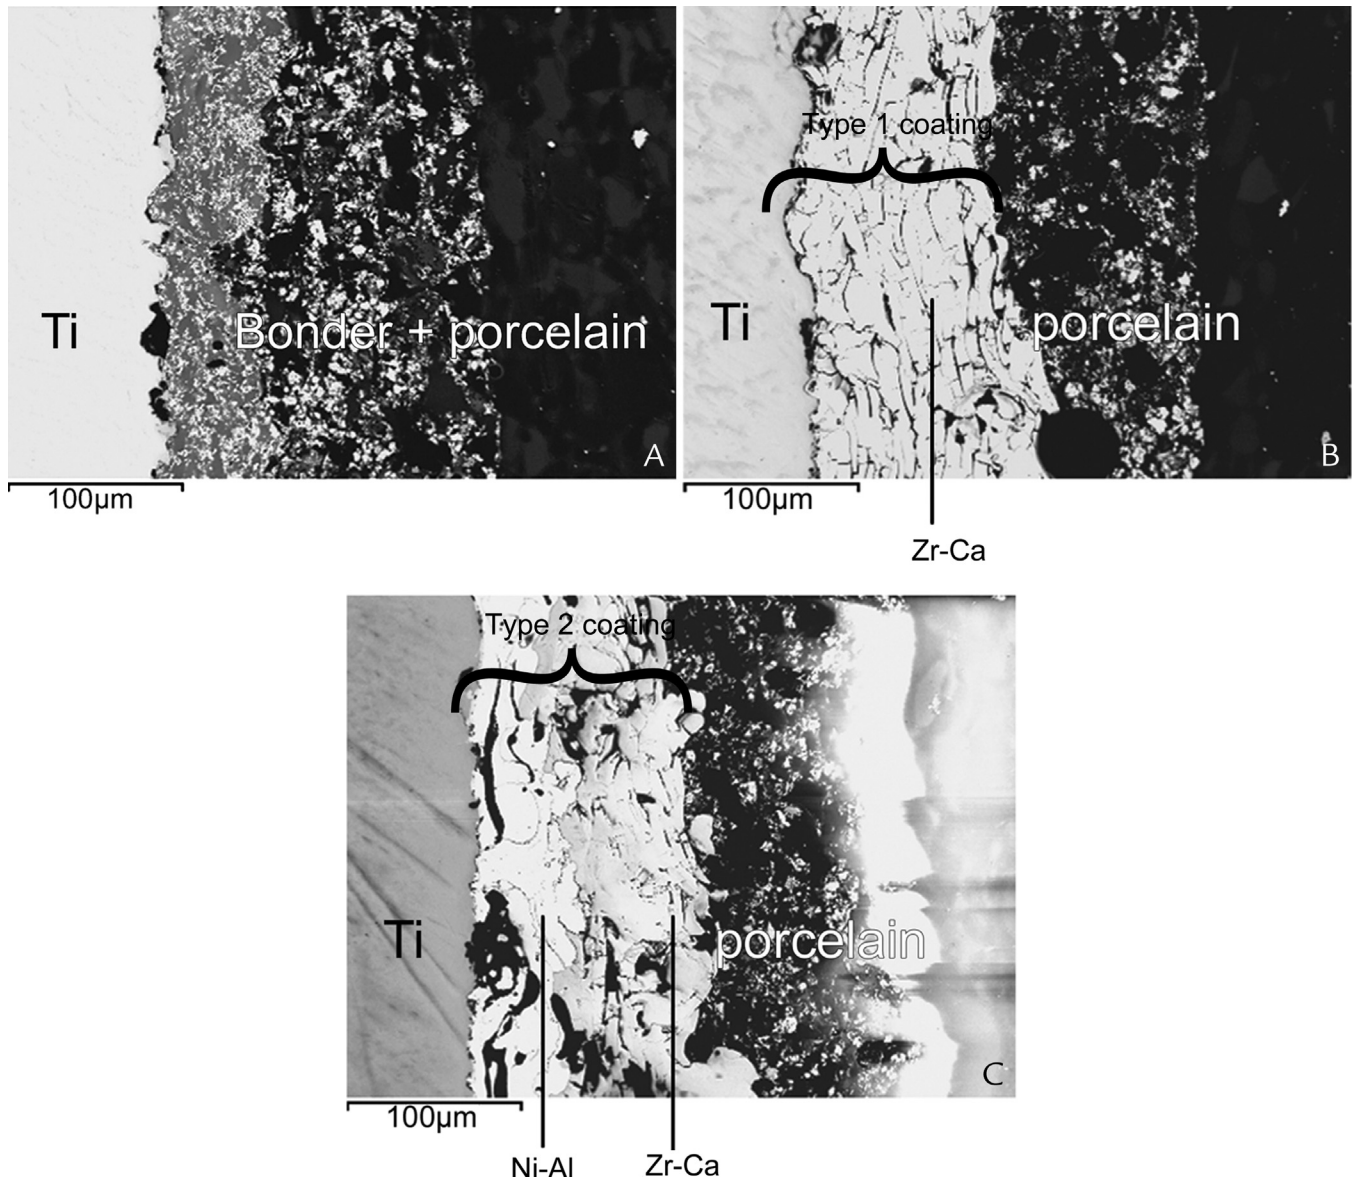 Ti
Bonder + porcelain
A
100µm
Type 1 coating
Ti
porcelain
B
100µm
Zr-Ca
Type 2 coating
Ti
porcelain
C
100µm
Ni-Al
Zr-Ca